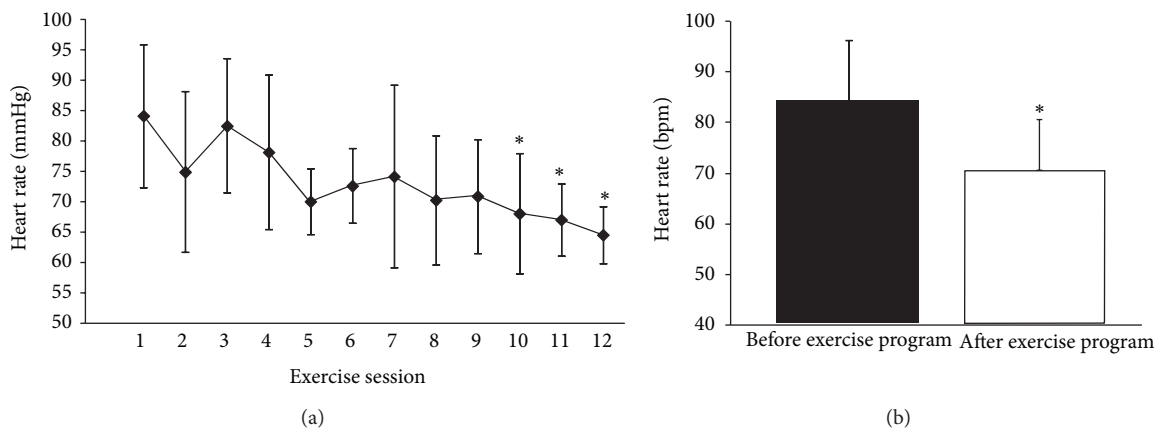 100
95
90
85
80
75
70
65
60
55
50
Heart rate (mmHg)
* * *
1 2 3 4 5 6 7 8 9 10 11 12
Exercise session
(a)
100
90
80
70
60
50
40
Heart rate (bpm)
*
Before exercise program After exercise program
(b)